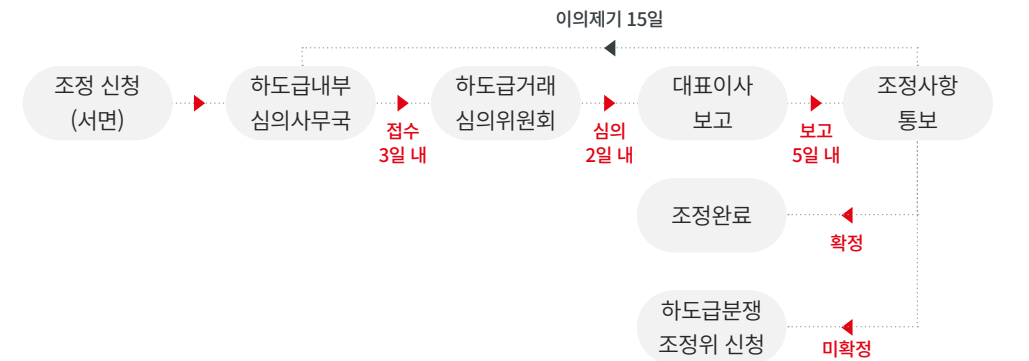 이의제기 15일
조정 신청
(서면)
하도급내부
심의사무국
접수
3일 내
하도급거래
심의위원회
심의
2일 내
대표이사
보고
보고
5일 내
조정사항
통보
조정완료
확정
하도급분쟁
조정위 신청
미확정